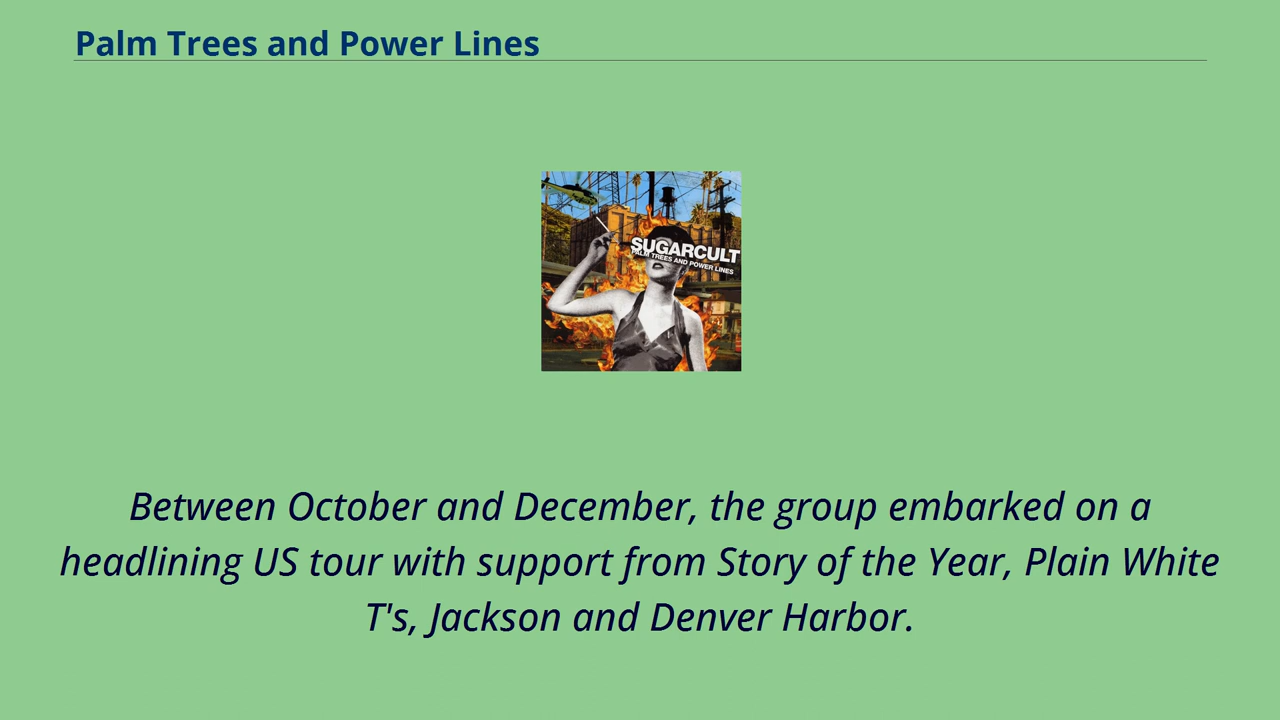 Palm Trees and Power Lines
SUGARCULT
PALM TREES AND POWER LINES
Between October and December, the group embarked on a
headlining US tour with support from Story of the Year, Plain White
T's, Jackson and Denver Harbor.